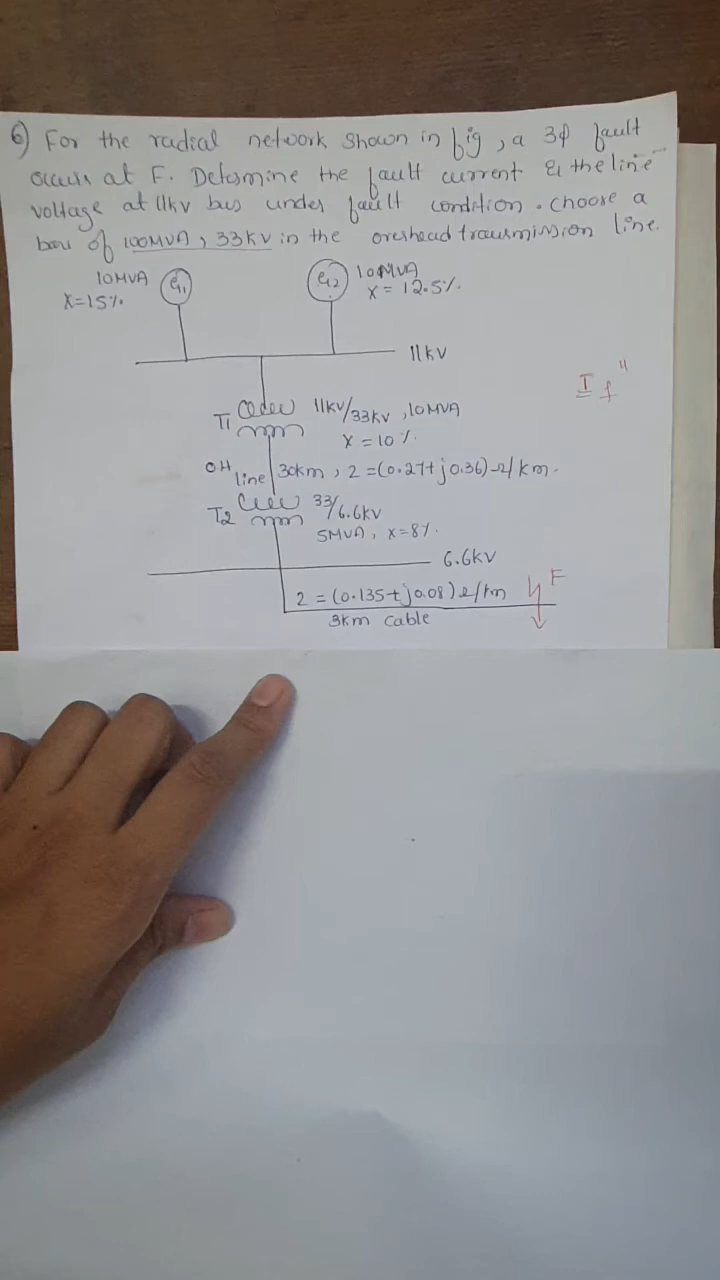 6) For the radial network shown in fig, a 3φ fault
occurs at F. Determine the fault current & the line
voltage at 11kv bus under fault condition. choose a
base of 100MVA, 33KV in the overhead transmission line.
10MVA
X=15%.
G1
G2
10MVA
X = 12.5%.
11kv
I f "
T1
11kv/33kv, 10MVA
X = 10%.
OH line
30km, z = (0.27+j0.36) Ω/km.
T2
33/6.6kv
5MVA, X=8%.
6.6kv
z = (0.135+j0.08) Ω/km
3km cable
F